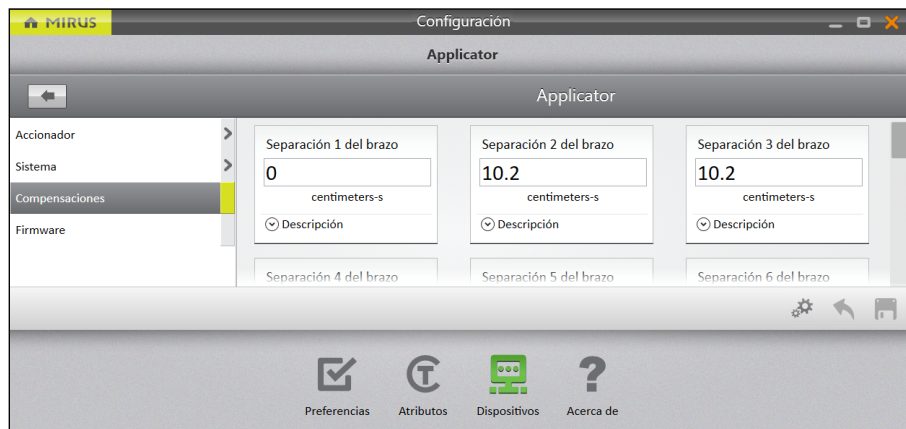 MIRUS
Configuración
Applicator
Applicator
Accionador
Sistema
Compensaciones
Firmware
Separación 1 del brazo
0
centimeters-s
Descripción
Separación 2 del brazo
10.2
centimeters-s
Descripción
Separación 3 del brazo
10.2
centimeters-s
Descripción
Separación 4 del brazo
Separación 5 del brazo
Separación 6 del brazo
Preferencias
Atributos
Dispositivos
Acerca de